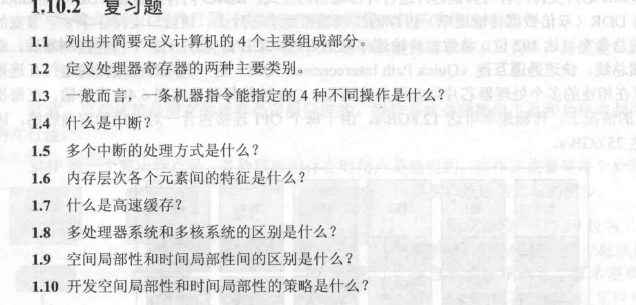 1.10.2 复习题
1.1 列出并简要定义计算机的 4 个主要组成部分。
1.2 定义处理器寄存器的两种主要类别。
1.3 一般而言，一条机器指令能指定的 4 种不同操作是什么？
1.4 什么是中断？
1.5 多个中断的处理方式是什么？
1.6 内存层次各个元素间的特征是什么？
1.7 什么是高速缓存？
1.8 多处理器系统和多核系统的区别是什么？
1.9 空间局部性和时间局部性间的区别是什么？
1.10 开发空间局部性和时间局部性的策略是什么？